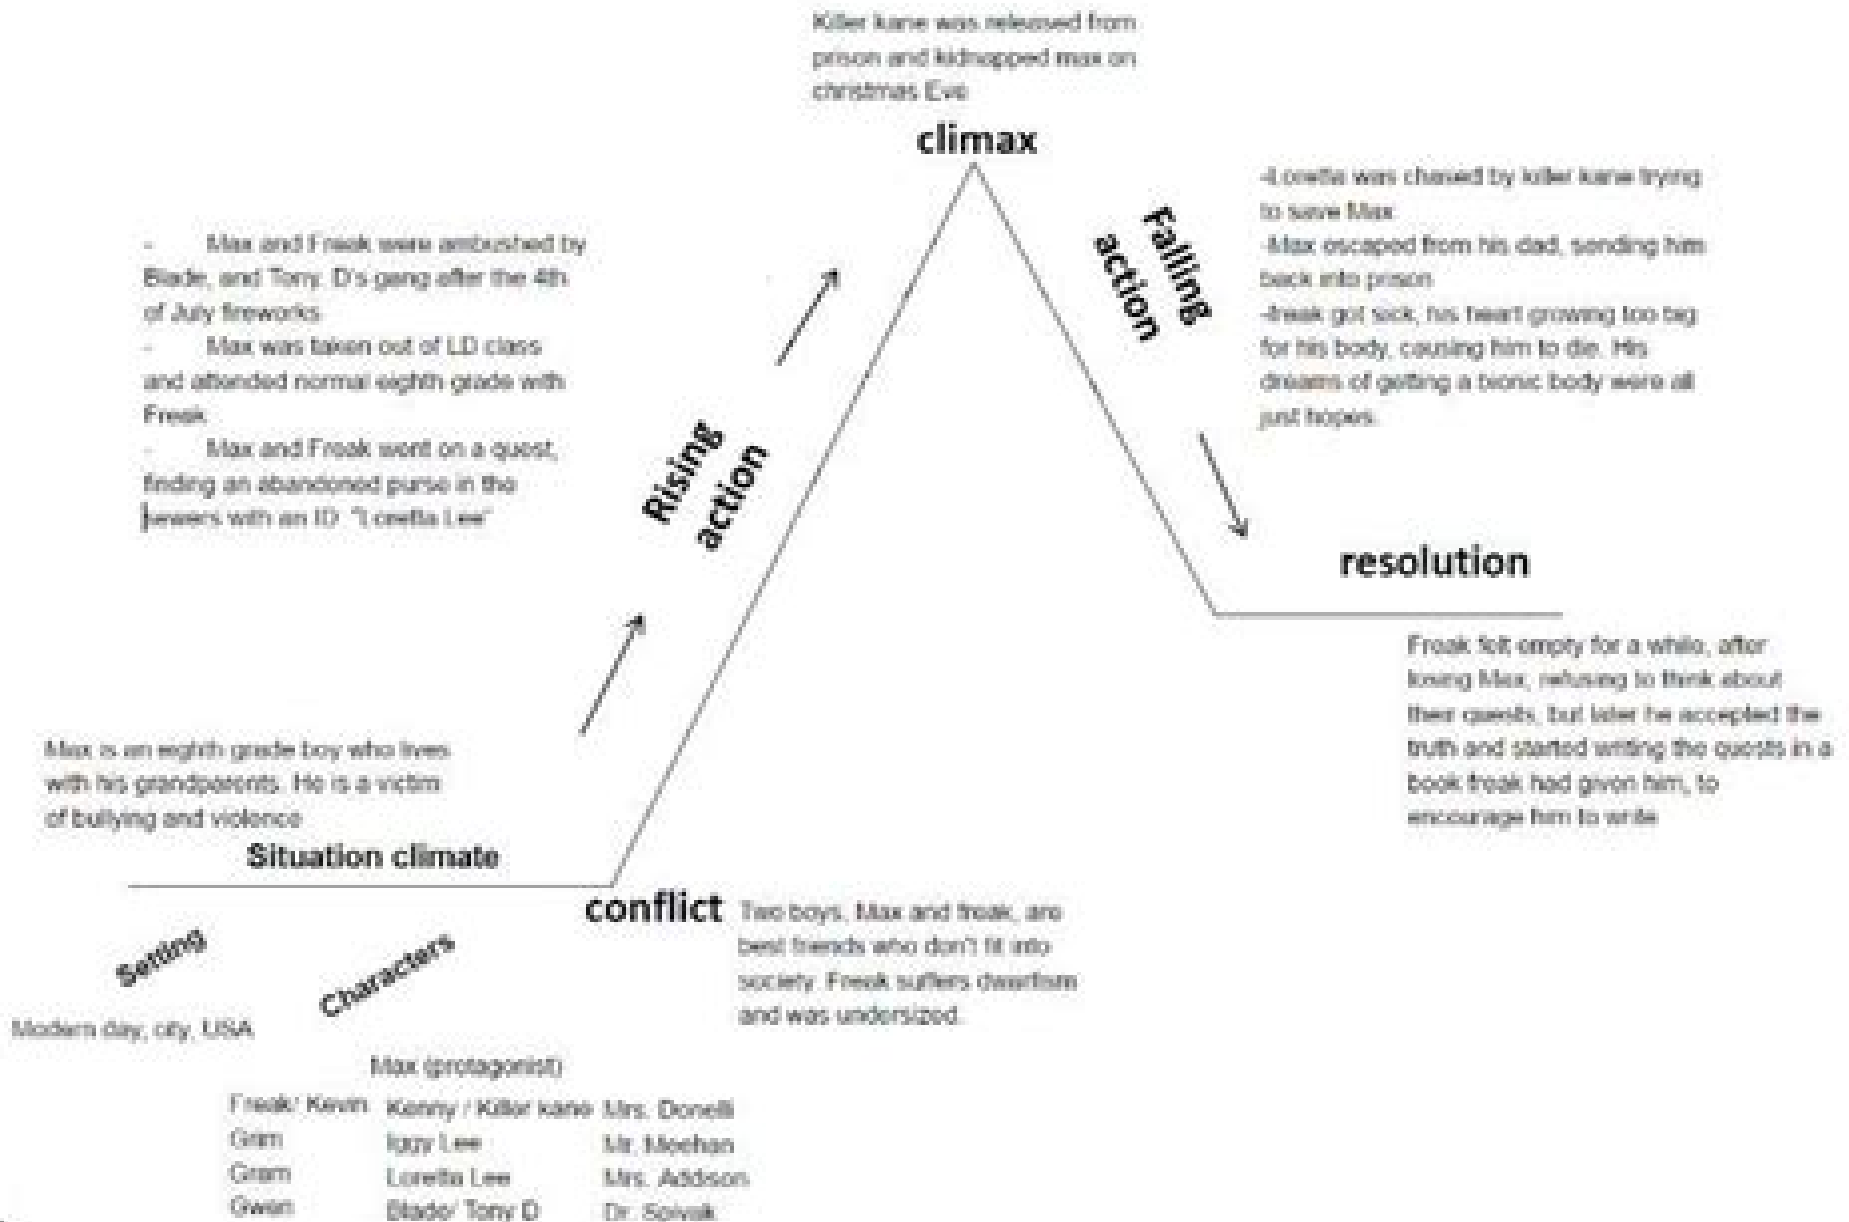 Killer kane was released from
prison and kidnapped max on
christmas Eve
climax
-Loretta was chased by killer kane trying
to save Max
-Max escaped from his dad, sending him
back into prison
-freak got sick, his heart growing too big
for his body, causing him to die. His
dreams of getting a bionic body were all
just hopes.
Falling
action
- Max and Freak were ambushed by
Blade, and Tony. D's gang after the 4th
of July fireworks
- Max was taken out of LD class
and attended normal eighth grade with
Freak
- Max and Freak went on a quest,
finding an abandoned purse in the
sewers with an ID "Loretta Lee"
Rising
action
resolution
Freak felt empty for a while, after
losing Max, refusing to think about
their quests, but later he accepted the
truth and started writing the quests in a
book freak had given him, to
encourage him to write
Max is an eighth grade boy who lives
with his grandparents. He is a victim
of bullying and violence
Situation climate
conflict
Two boys, Max and freak, are
best friends who don't fit into
society. Freak suffers dwarfism
and was undersized.
Setting
Characters
Modern day, city, USA
Max (protagonist)
Freak/ Kevin Kenny / Killer kane Mrs. Donelli
Grim Iggy Lee Mr. Meehan
Gram Loretta Lee Mrs. Addison
Gwen Blade/ Tony D Dr. Spivak